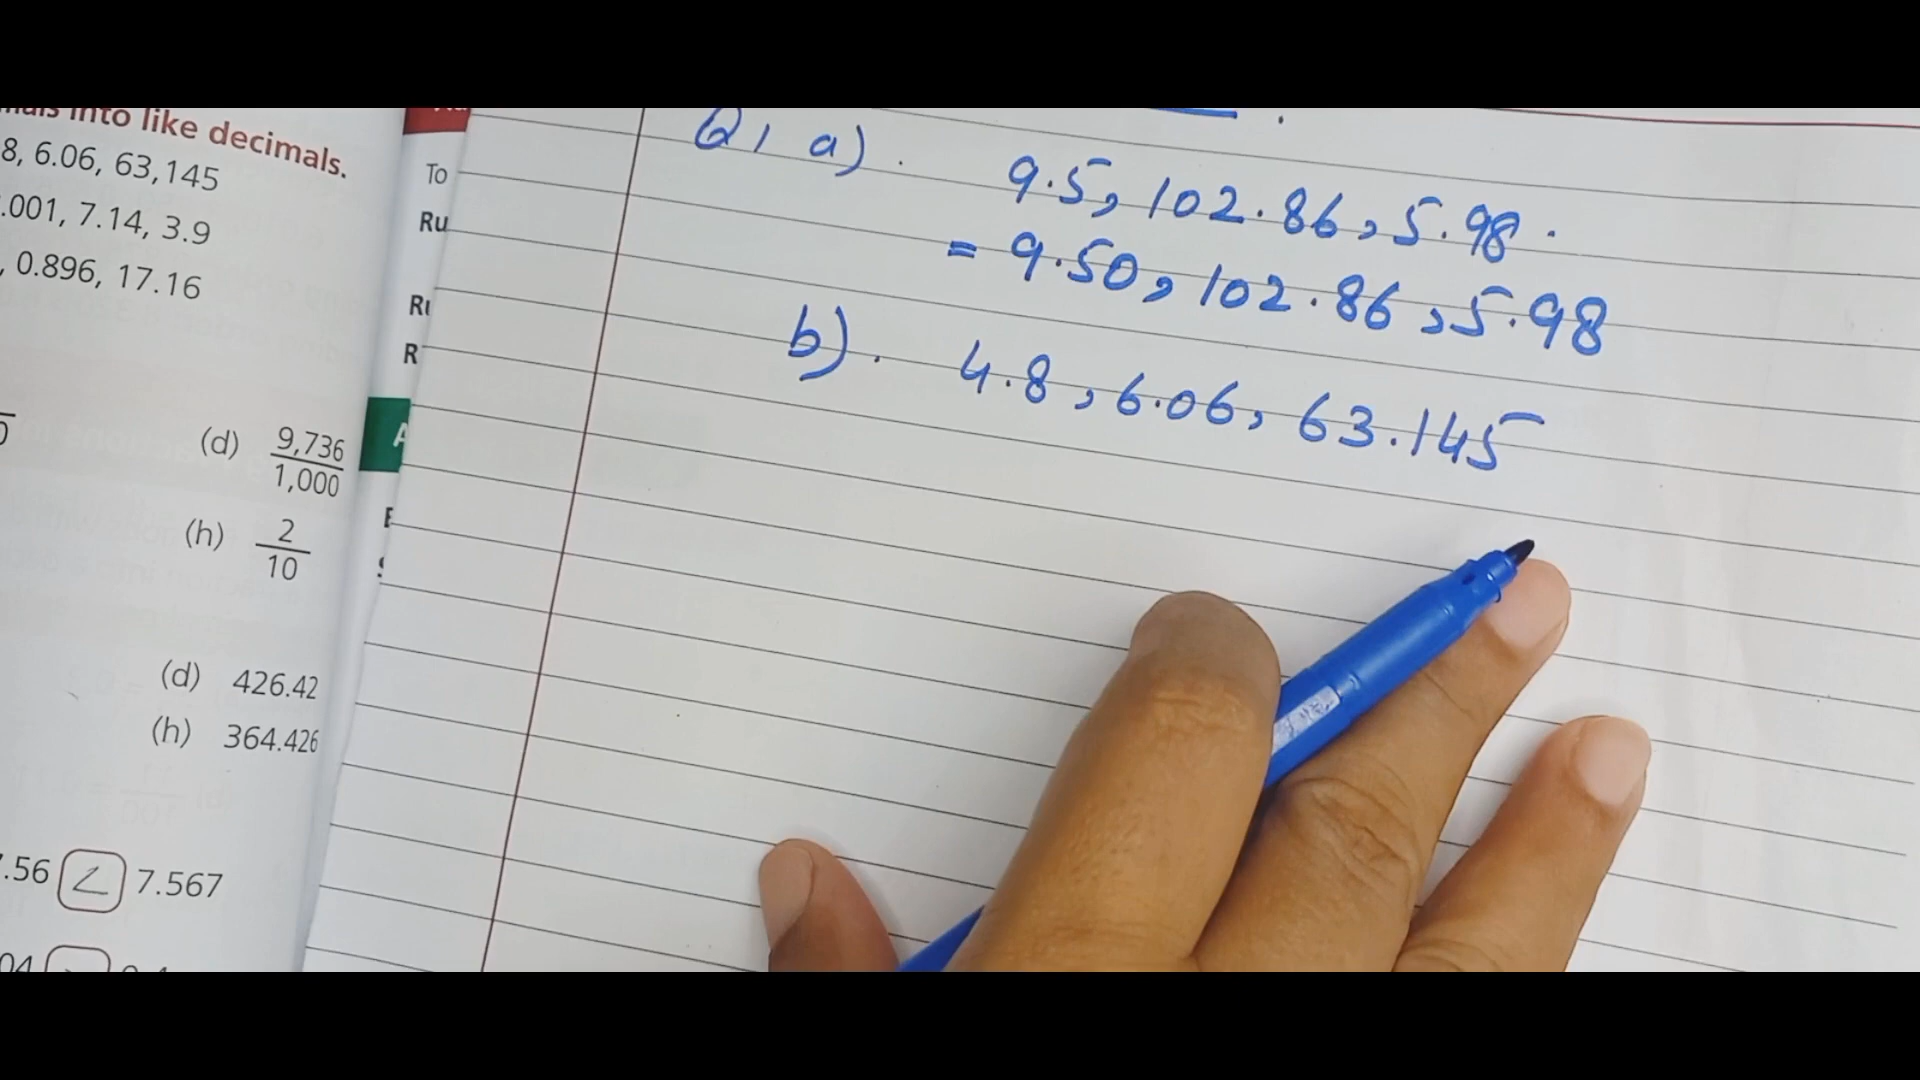 into like decimals.
8, 6.06, 63,145
.001, 7.14, 3.9
, 0.896, 17.16
(d) 9,736
1,000
(h) 2
10
(d) 426.42
(h) 364.426
.56 < 7.567
04
To
Ru
R
A
Q1 a). 9.5, 102.86, 5.98.
= 9.50, 102.86, 5.98
b). 4.8, 6.06, 63.145